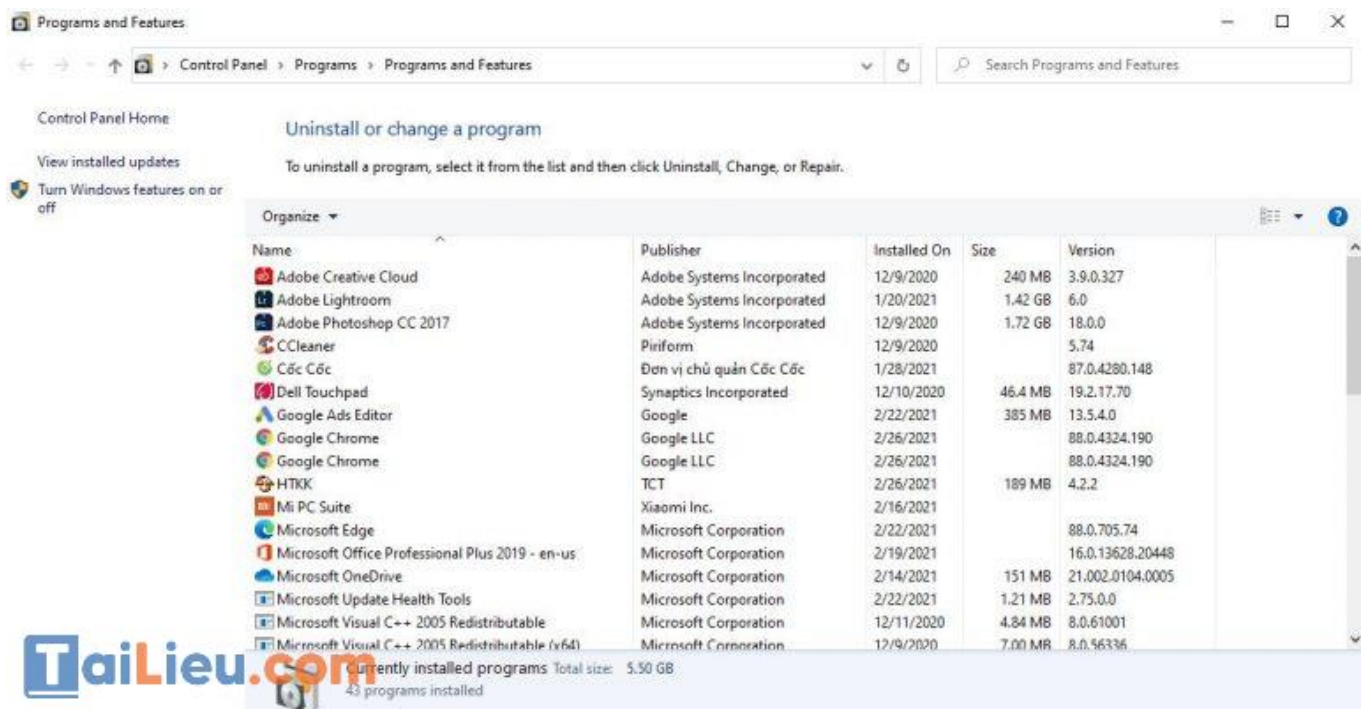 Programs and Features
Control Panel › Programs › Programs and Features
Search Programs and Features
Control Panel Home
View installed updates
Turn Windows features on or
off
Uninstall or change a program
To uninstall a program, select it from the list and then click Uninstall, Change, or Repair.
Organize
Name Publisher Installed On Size Version
Adobe Creative Cloud Adobe Systems Incorporated 12/9/2020 240 MB 3.9.0.327
Adobe Lightroom Adobe Systems Incorporated 1/20/2021 1.42 GB 6.0
Adobe Photoshop CC 2017 Adobe Systems Incorporated 12/9/2020 1.72 GB 18.0.0
CCleaner Piriform 12/9/2020 5.74
Cốc Cốc Đơn vị chủ quản Cốc Cốc 1/28/2021 87.0.4280.148
Dell Touchpad Synaptics Incorporated 12/10/2020 46.4 MB 19.2.17.70
Google Ads Editor Google 2/22/2021 385 MB 13.5.4.0
Google Chrome Google LLC 2/26/2021 88.0.4324.190
Google Chrome Google LLC 2/26/2021 88.0.4324.190
HTKK TCT 2/26/2021 189 MB 4.2.2
Mi PC Suite Xiaomi Inc. 2/16/2021
Microsoft Edge Microsoft Corporation 2/22/2021 88.0.705.74
Microsoft Office Professional Plus 2019 - en-us Microsoft Corporation 2/19/2021 16.0.13628.20448
Microsoft OneDrive Microsoft Corporation 2/14/2021 151 MB 21.002.0104.0005
Microsoft Update Health Tools Microsoft Corporation 2/22/2021 1.21 MB 2.75.0.0
Microsoft Visual C++ 2005 Redistributable Microsoft Corporation 12/11/2020 4.84 MB 8.0.61001
Microsoft Visual C++ 2005 Redistributable (x64) Microsoft Corporation 12/9/2020 7.00 MB 8.0.56336
TaiLieu.com
Currently installed programs Total size: 5.50 GB
43 programs installed